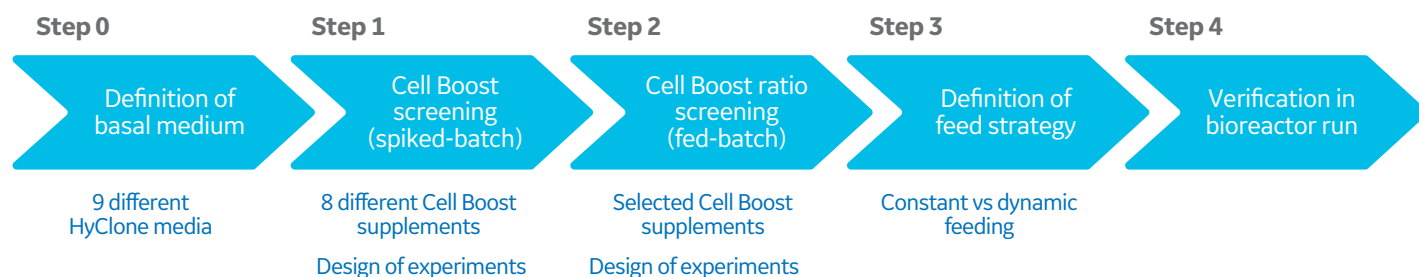 Step 0
Step 1
Step 2
Step 3
Step 4
Definition of
basal medium
Cell Boost
screening
(spiked-batch)
Cell Boost ratio
screening
(fed-batch)
Definition of
feed strategy
Verification in
bioreactor run
9 different
HyClone media
8 different Cell Boost
supplements
Design of experiments
Selected Cell Boost
supplements
Design of experiments
Constant vs dynamic
feeding